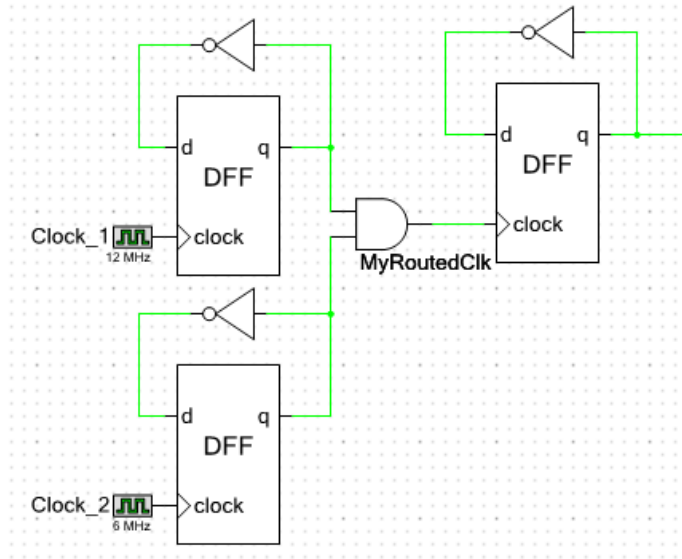 d q
DFF
Clock_1 clock
12 MHz
d q
DFF
clock
MyRoutedClk
d q
DFF
Clock_2 clock
6 MHz